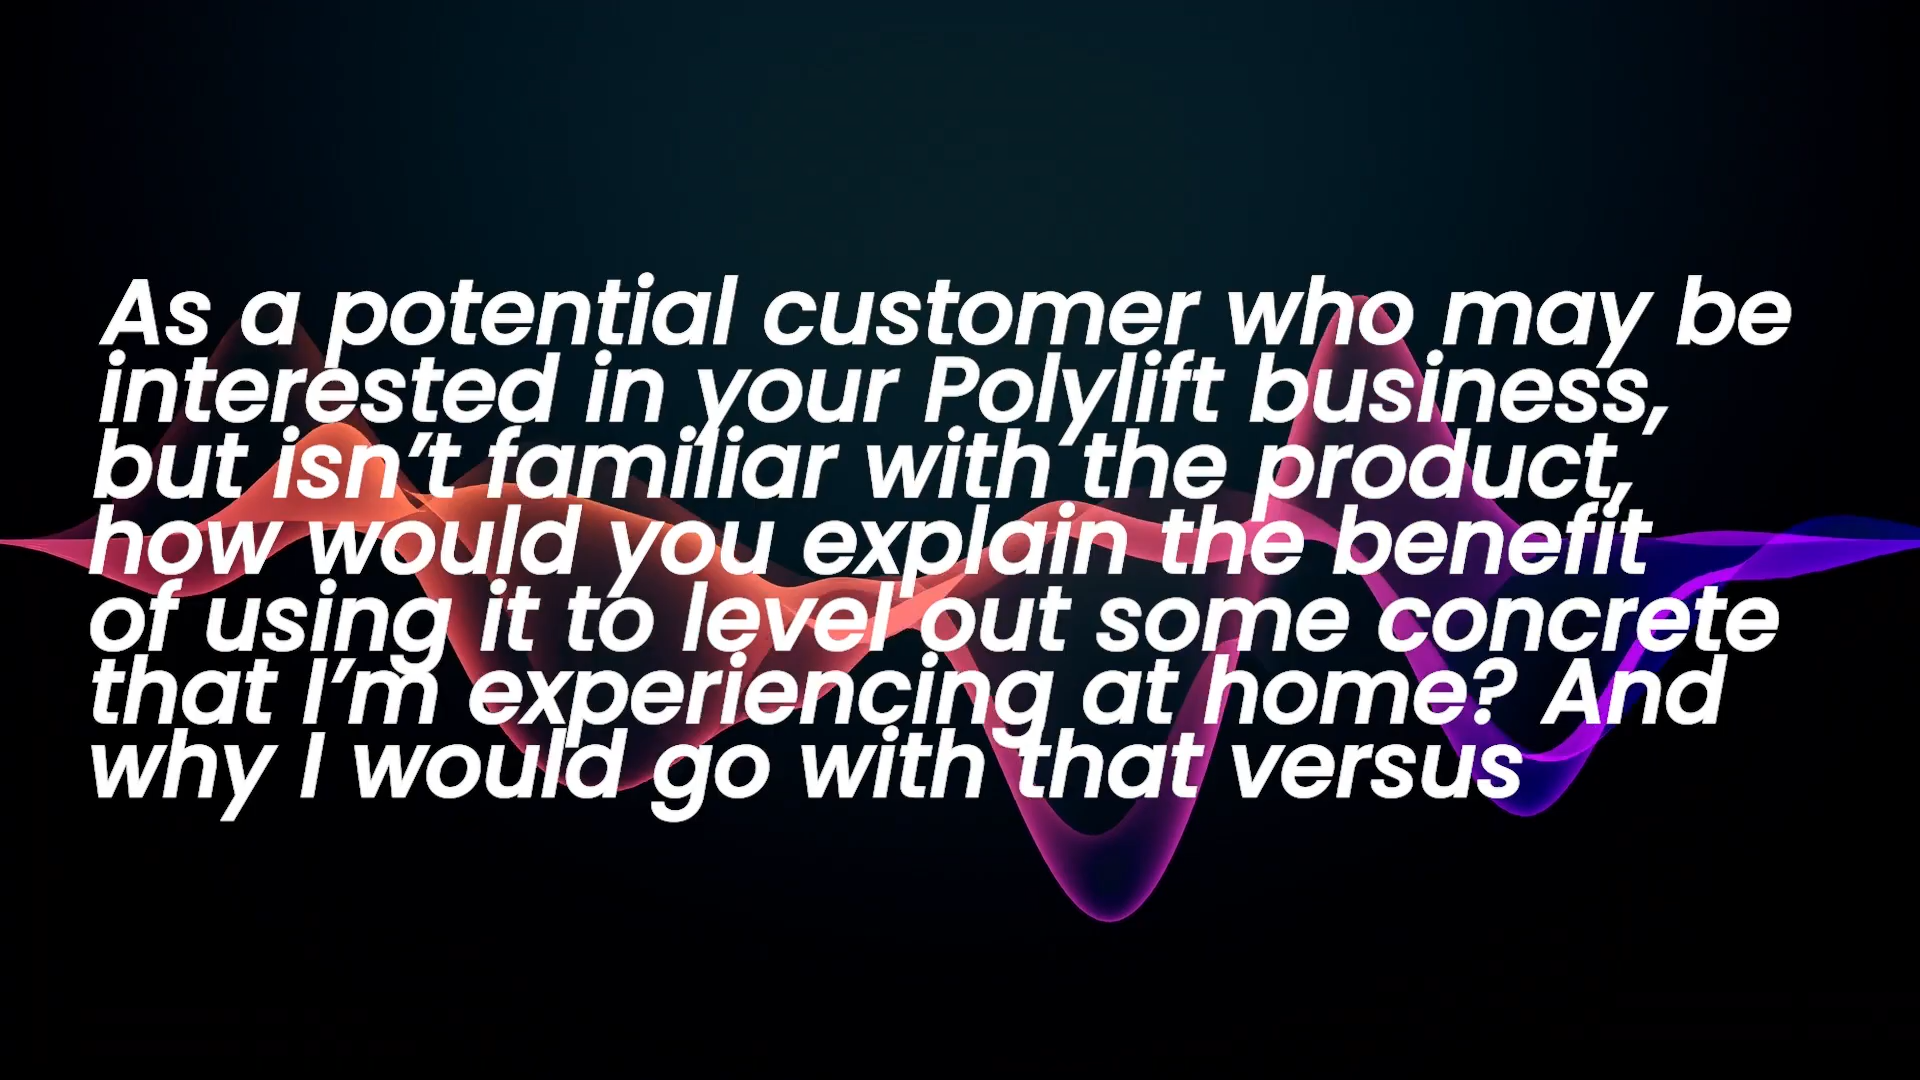 As a potential customer who may be
interested in your Polylift business,
but isn't familiar with the product,
how would you explain the benefit
of using it to level out some concrete
that I'm experiencing at home? And
why I would go with that versus